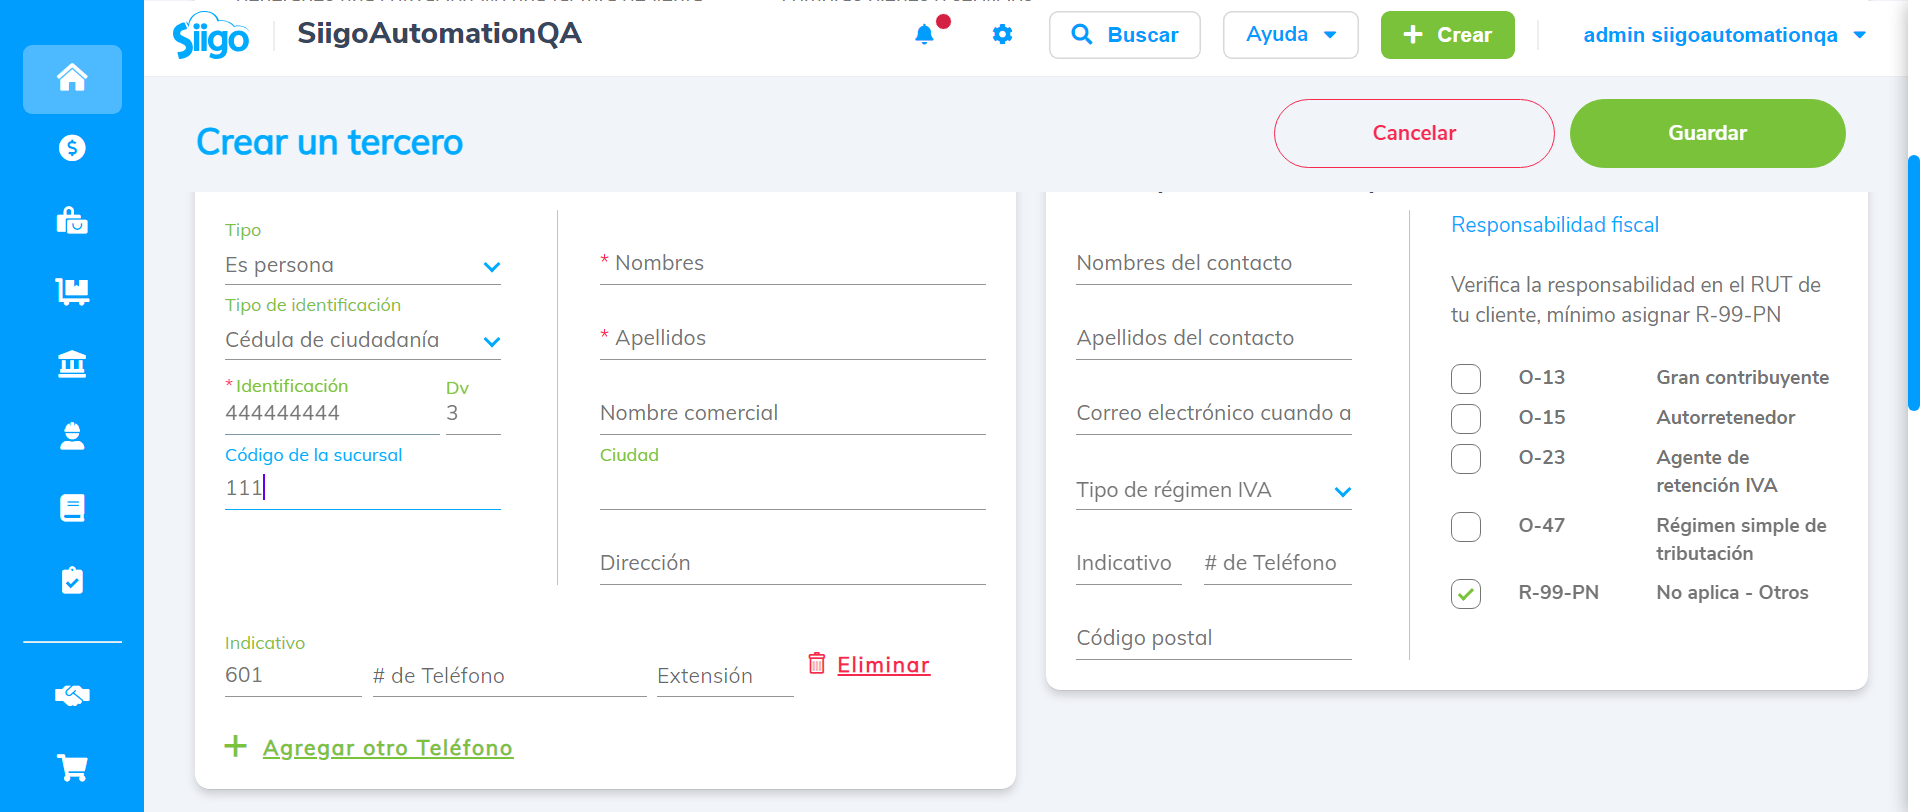 Siigo
SiigoAutomationQA
Buscar
Ayuda
Crear
admin siigoautomationqa
Crear un tercero
Cancelar
Guardar
Tipo
Es persona
Tipo de identificación
Cédula de ciudadanía
* Identificación
444444444
Dv
3
Código de la sucursal
111
* Nombres
* Apellidos
Nombre comercial
Ciudad
Dirección
Indicativo
601
# de Teléfono
Extensión
Eliminar
Agregar otro Teléfono
Nombres del contacto
Apellidos del contacto
Correo electrónico cuando a
Tipo de régimen IVA
Indicativo
# de Teléfono
Código postal
Responsabilidad fiscal
Verifica la responsabilidad en el RUT de
tu cliente, mínimo asignar R-99-PN
O-13 Gran contribuyente
O-15 Autorretenedor
O-23 Agente de
retención IVA
O-47 Régimen simple de
tributación
R-99-PN No aplica - Otros